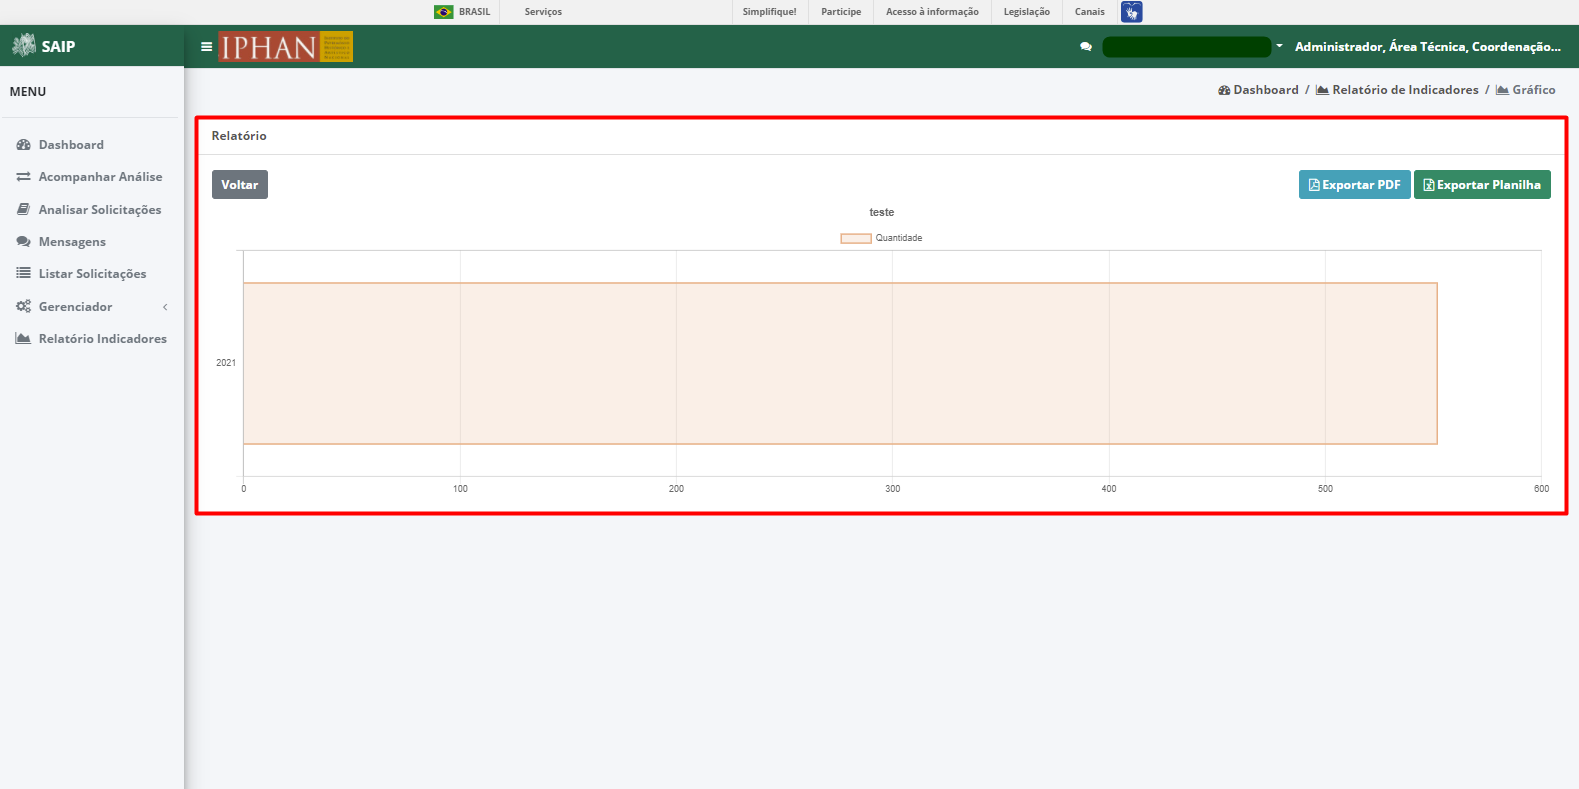 BRASIL Serviços Simplifique! Participe Acesso à informação Legislação Canais
SAIP IPHAN Administrador, Área Técnica, Coordenação...
MENU
Dashboard / Relatório de Indicadores / Gráfico
Dashboard
Acompanhar Análise
Analisar Solicitações
Mensagens
Listar Solicitações
Gerenciador
Relatório Indicadores
Relatório
Voltar Exportar PDF Exportar Planilha
teste
Quantidade
2021
0 100 200 300 400 500 600